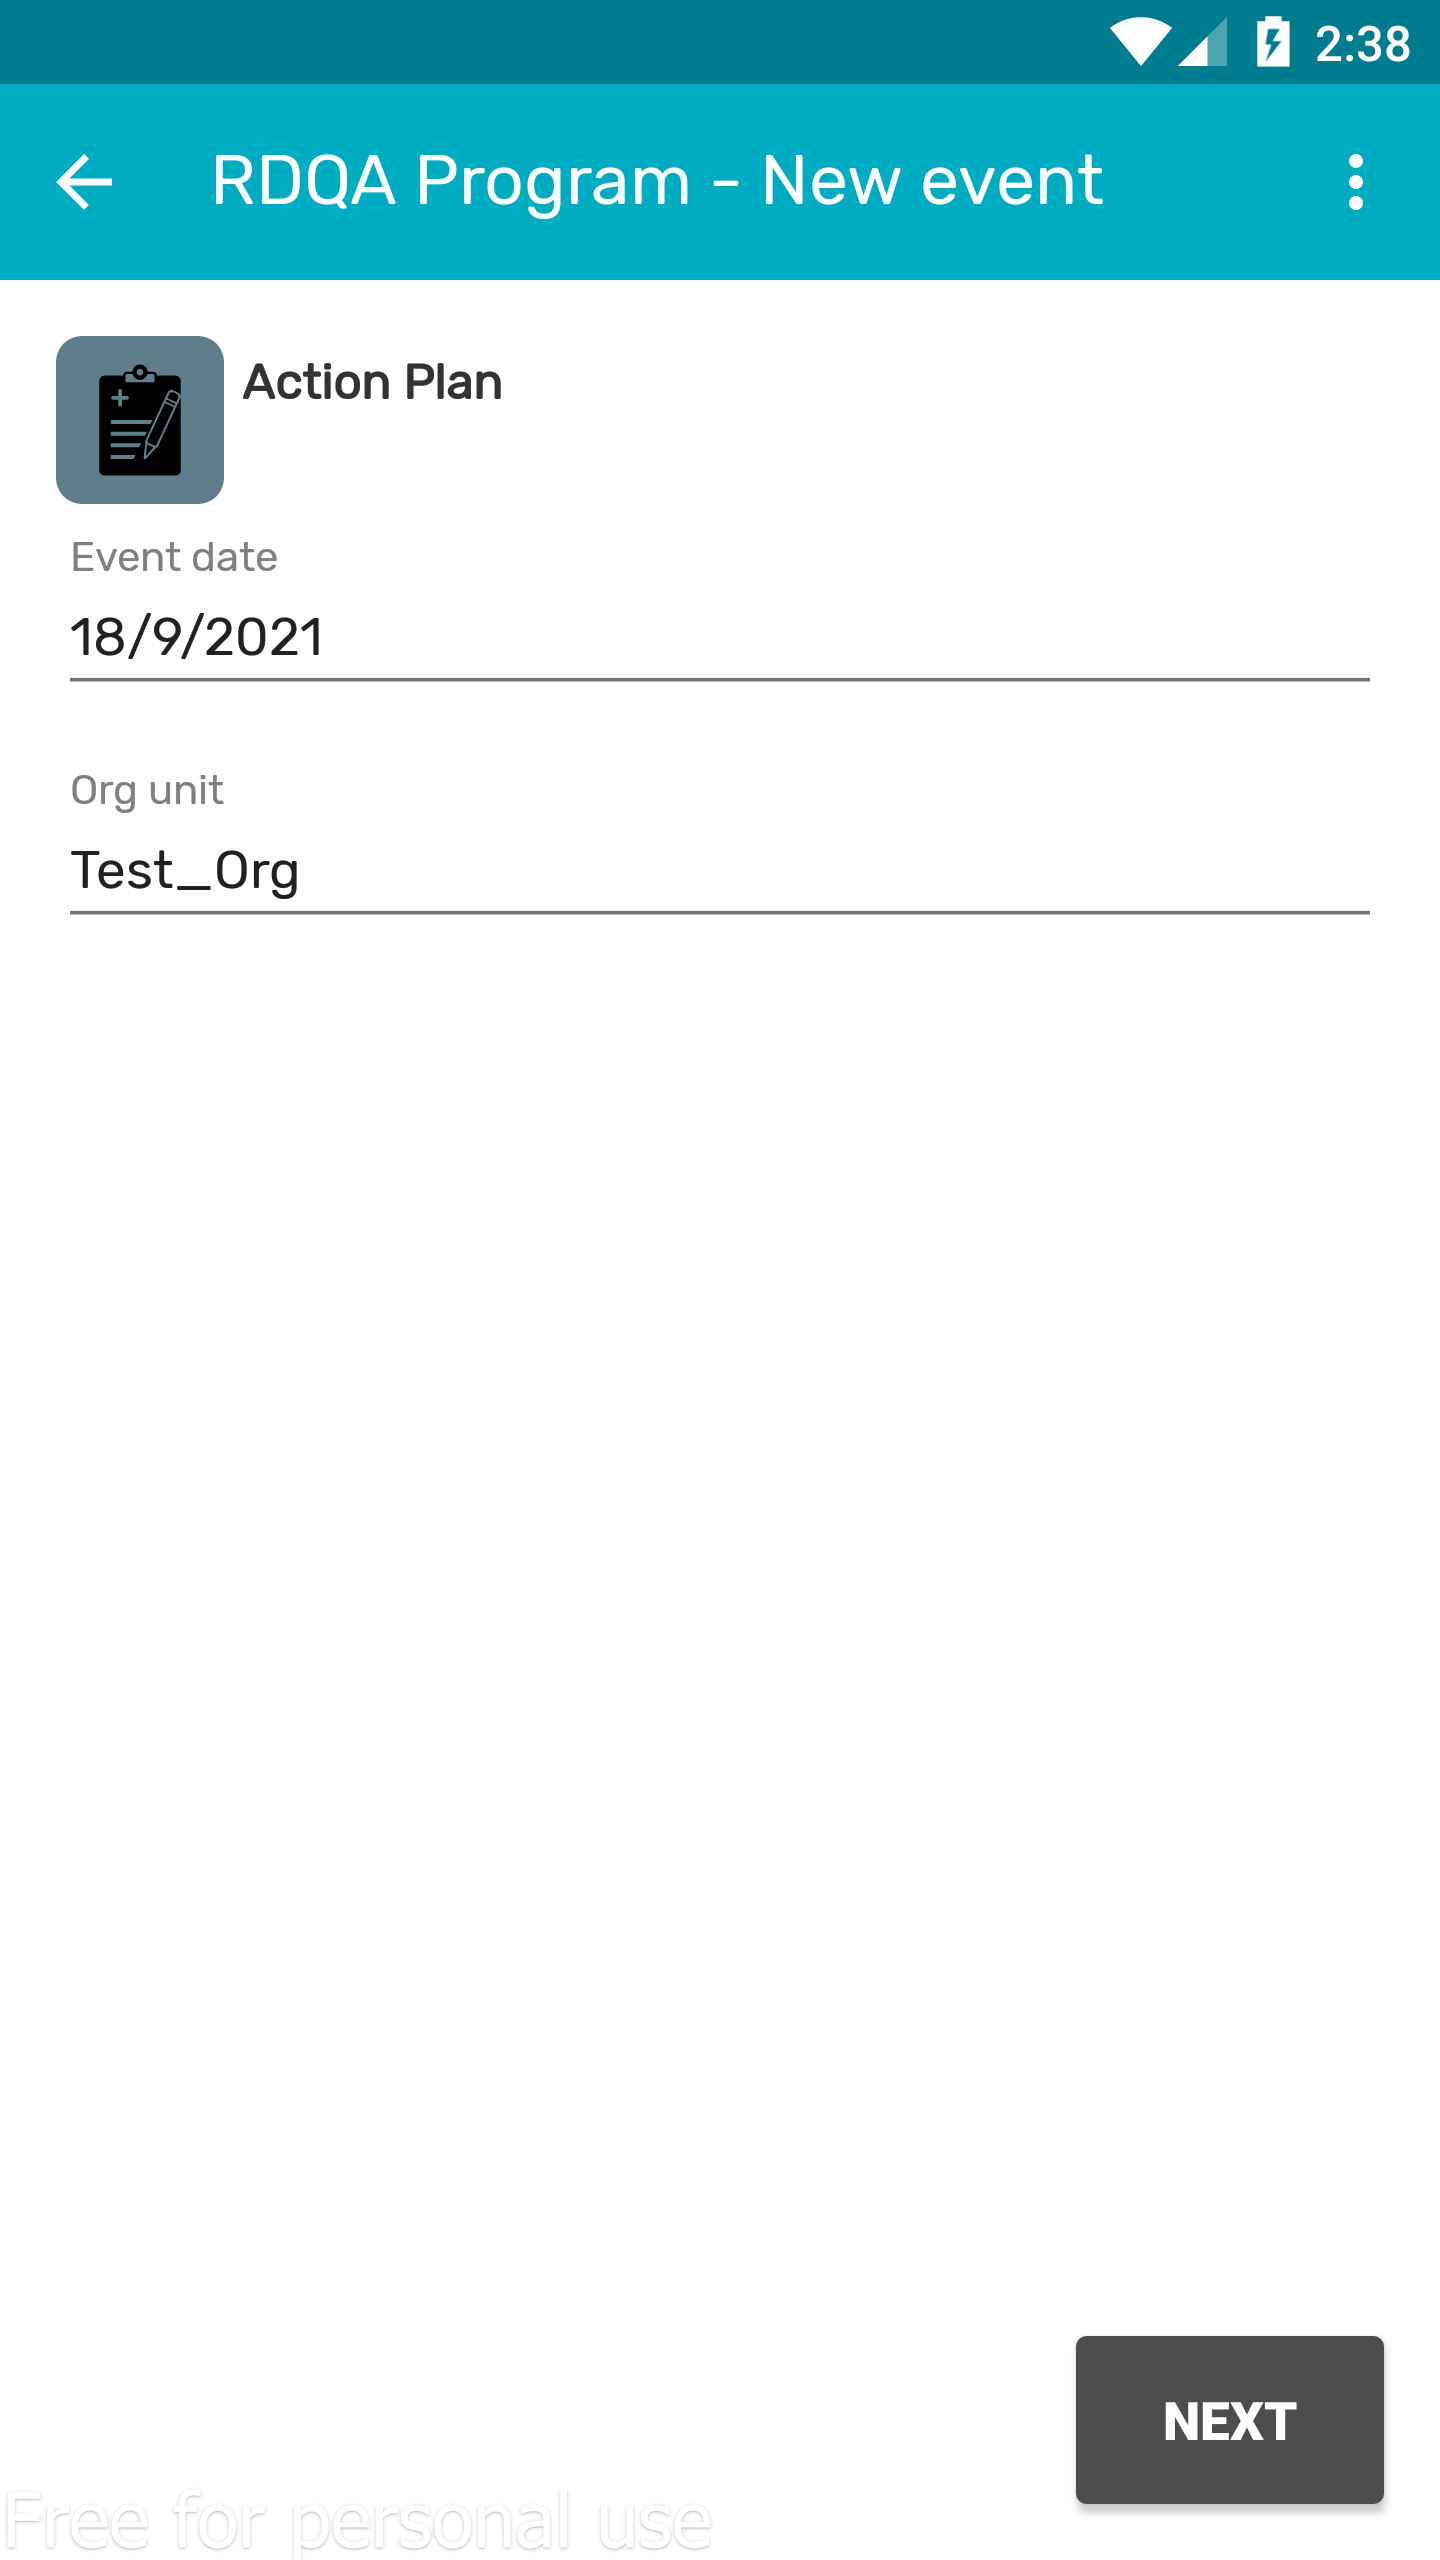 2:38
RDQA Program - New event
Action Plan
Event date
18/9/2021
Org unit
Test_Org
NEXT
Free for personal use